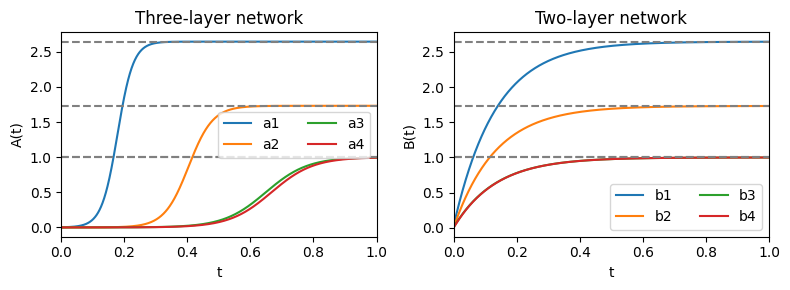 Three-layer network
A(t)
2.5
2.0
1.5
1.0
0.5
0.0
a1 a3
a2 a4
0.0 0.2 0.4 0.6 0.8 1.0
t
Two-layer network
B(t)
2.5
2.0
1.5
1.0
0.5
0.0
b1 b3
b2 b4
0.0 0.2 0.4 0.6 0.8 1.0
t